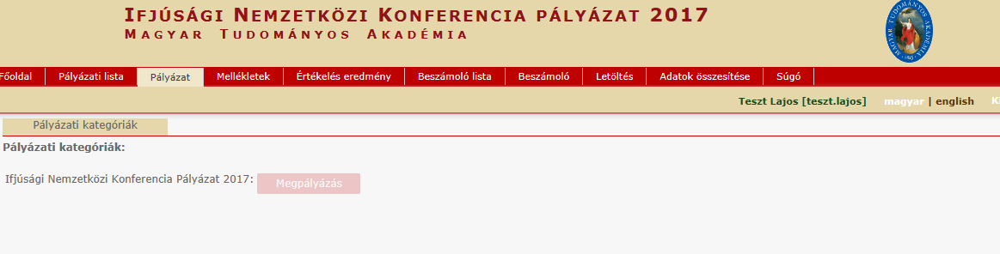 Ifjúsági Nemzetközi Konferencia pályázat 2017
Magyar Tudományos Akadémia
MAGYAR TUDOMÁNYOS AKADÉMIA 1825
Főoldal Pályázati lista Pályázat Mellékletek Értékelés eredmény Beszámoló lista Beszámoló Letöltés Adatok összesítése Súgó
Teszt Lajos [teszt.lajos] magyar | english
Pályázati kategóriák
Pályázati kategóriák:
Ifjúsági Nemzetközi Konferencia Pályázat 2017: Megpályázás